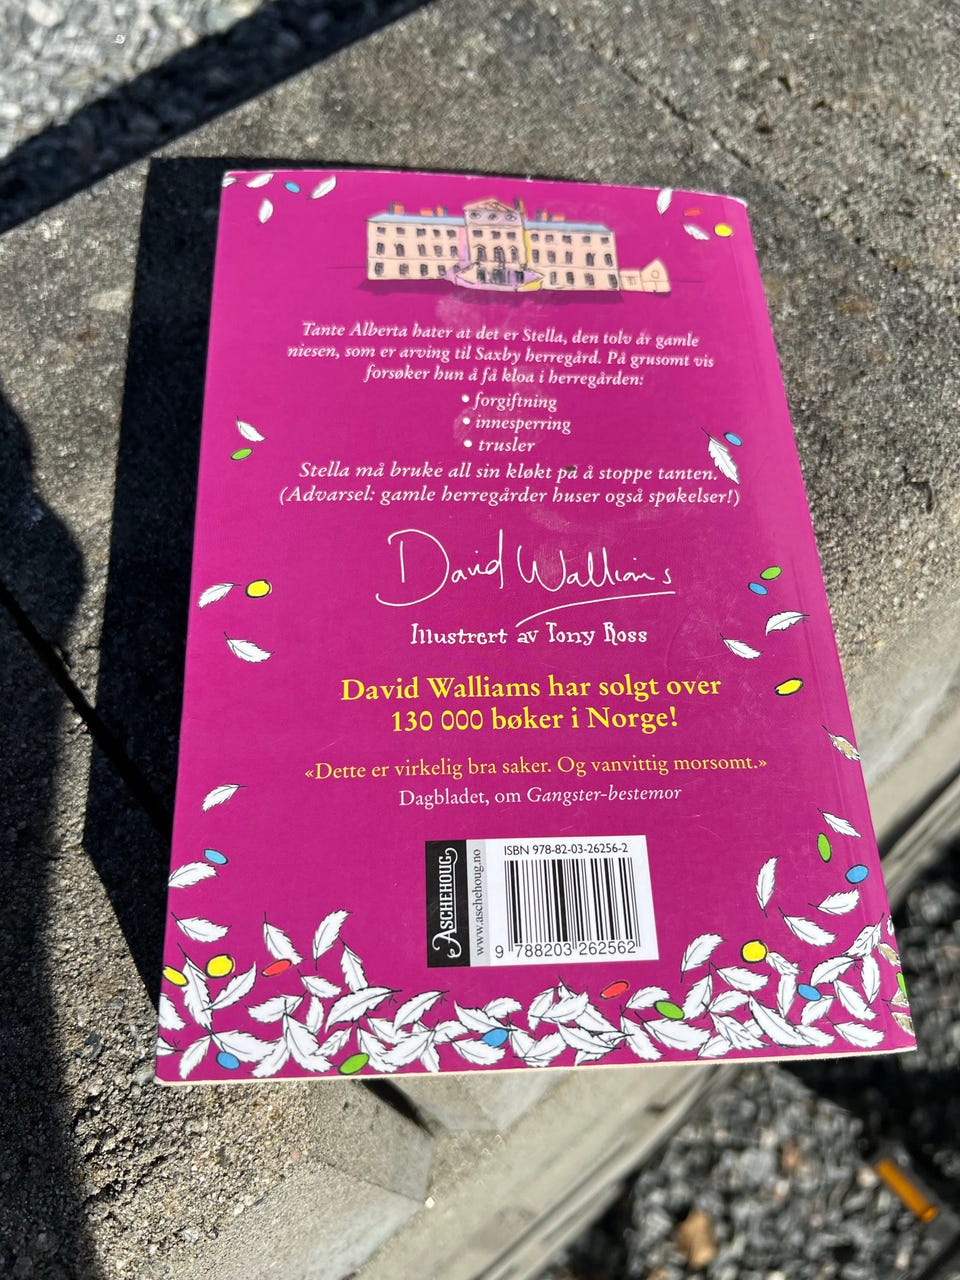 Tante Alberta hater at det er Stella, den tolv år gamle
niesen, som er arving til Saxby herregård. På grusomt vis
forsøker hun å få kloa i herregården:
• forgiftning
• innesperring
• trusler
Stella må bruke all sin kløkt på å stoppe tanten.
(Advarsel: gamle herregårder huser også spøkelser!)
David Walliams
Illustrert av Tony Ross
David Walliams har solgt over
130 000 bøker i Norge!
«Dette er virkelig bra saker. Og vanvittig morsomt.»
Dagbladet, om Gangster-bestemor
ASCHEHOUG
www.aschehoug.no
ISBN 978-82-03-26256-2
9 788203 262562